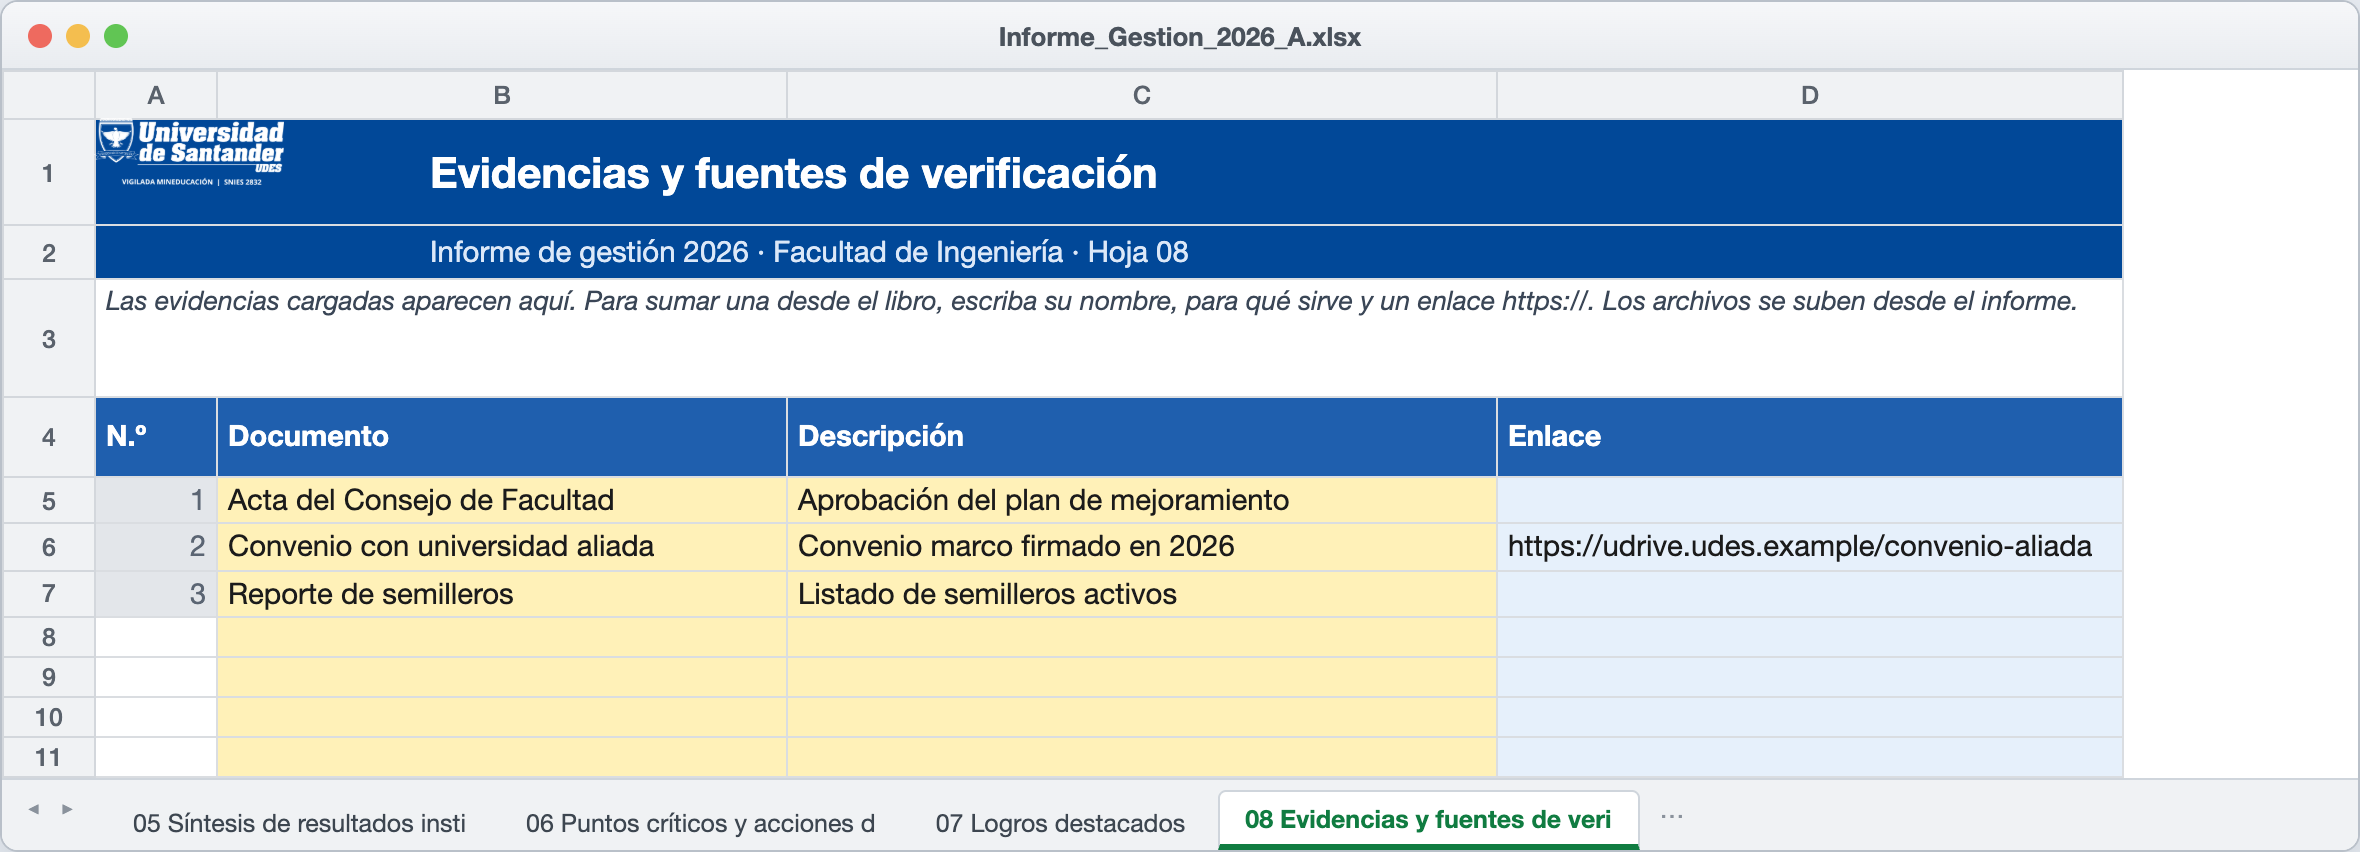 Informe_Gestion_2026_A.xlsx
A B C D
1 Universidad de Santander UDES
VIGILADA MINEDUCACIÓN | SNIES 2832
Evidencias y fuentes de verificación
2 Informe de gestión 2026 · Facultad de Ingeniería · Hoja 08
3 Las evidencias cargadas aparecen aquí. Para sumar una desde el libro, escriba su nombre, para qué sirve y un enlace https://. Los archivos se suben desde el informe.
4 N.º Documento Descripción Enlace
5 1 Acta del Consejo de Facultad Aprobación del plan de mejoramiento
6 2 Convenio con universidad aliada Convenio marco firmado en 2026 https://udrive.udes.example/convenio-aliada
7 3 Reporte de semilleros Listado de semilleros activos
8
9
10
11
05 Síntesis de resultados insti 06 Puntos críticos y acciones d 07 Logros destacados 08 Evidencias y fuentes de veri ...